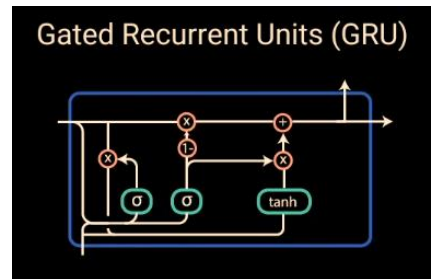 Gated Recurrent Units (GRU)
x
+
1-
x
x
σ
σ
tanh